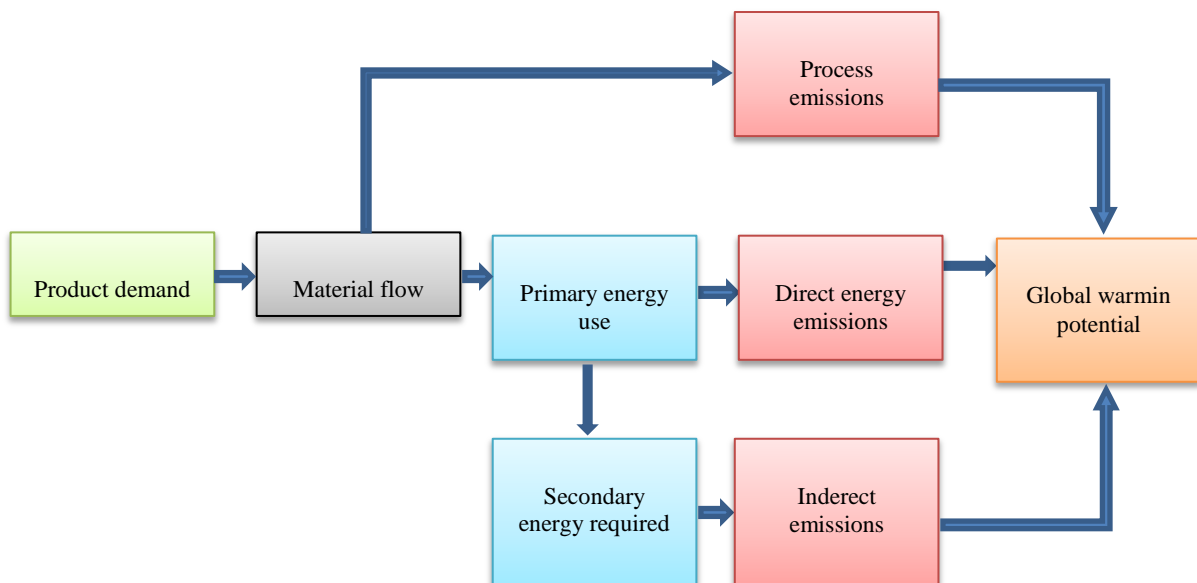 Process
emissions
Product demand
Material flow
Primary energy
use
Direct energy
emissions
Global warmin
potential
Secondary
energy required
Inderect
emissions